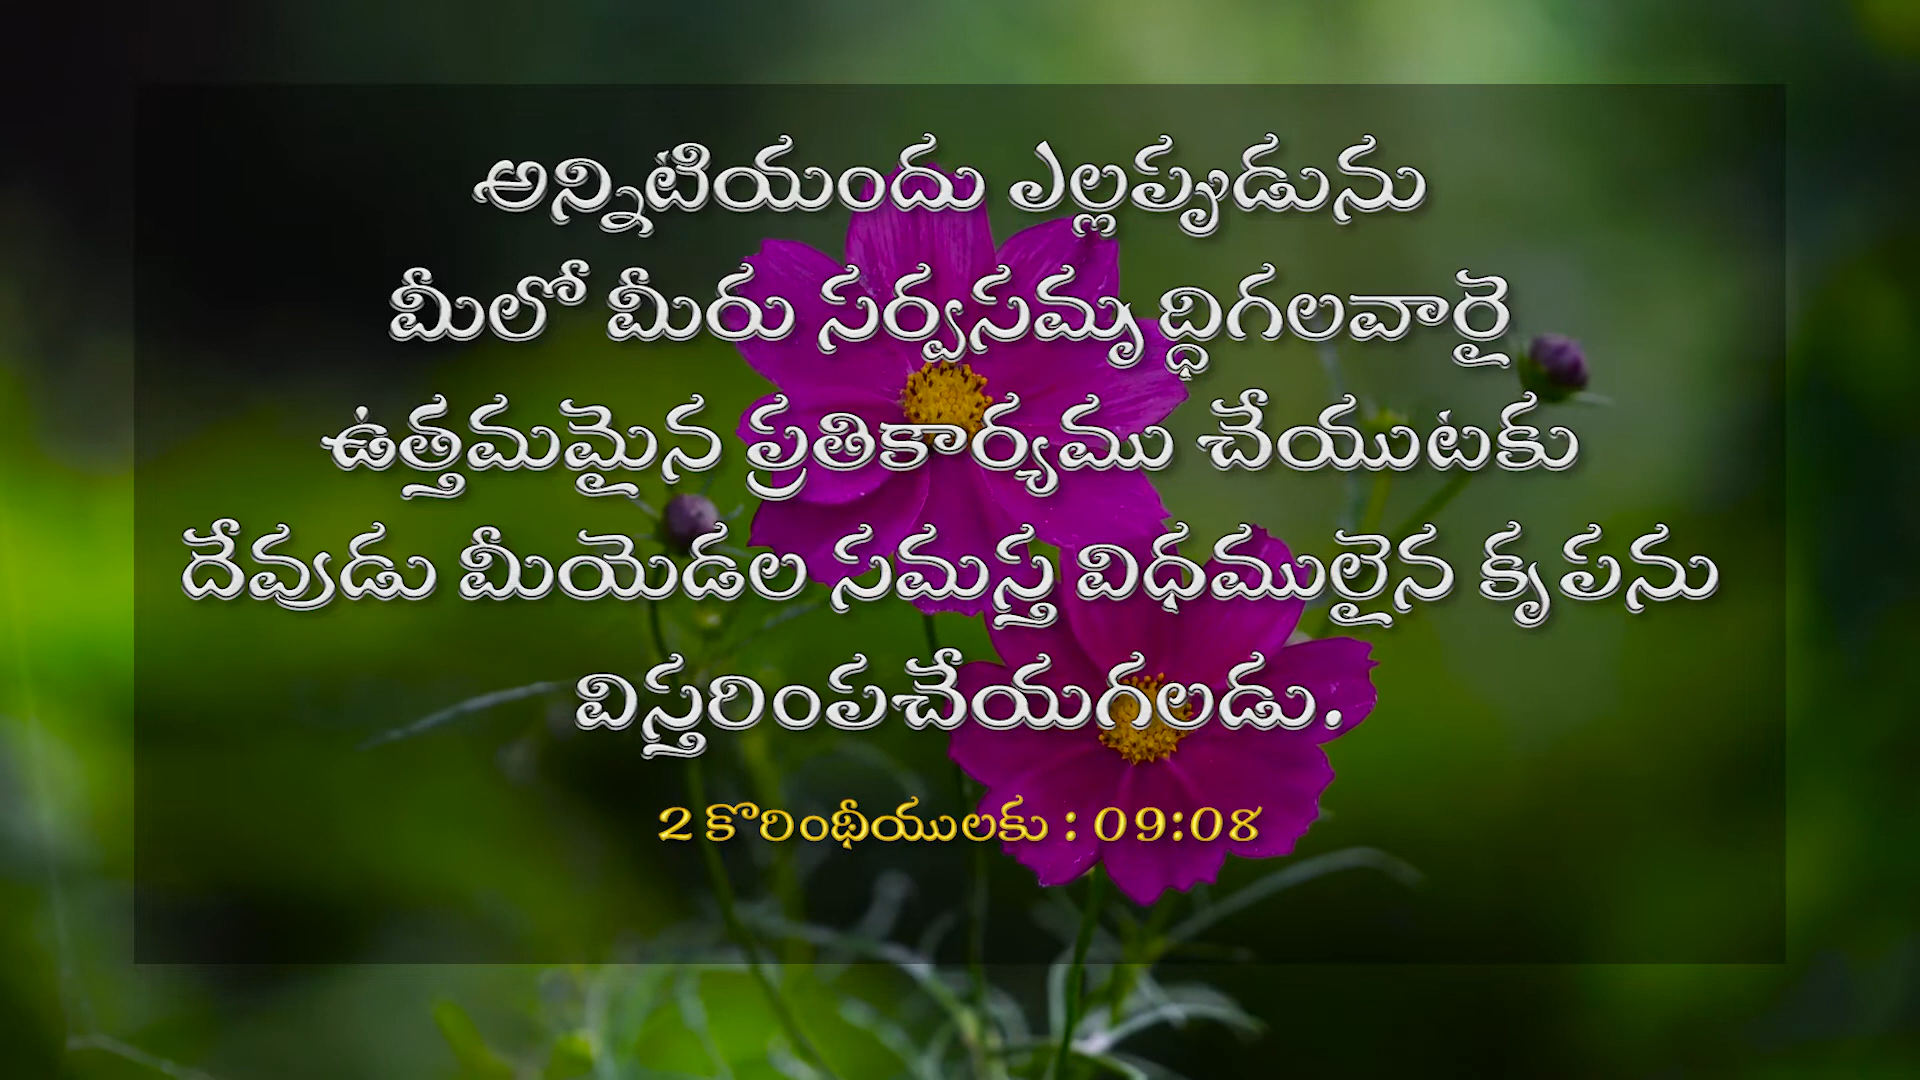 అన్నిటియందు ఎల్లప్పుడును
మీలో మీరు సర్వసమృద్ధిగలవారై
ఉత్తమమైన ప్రతికార్యము చేయుటకు
దేవుడు మీయెడల సమస్త విధములైన కృపను
విస్తరింపచేయగలడు.
2 కొరింథీయులకు : 09:08